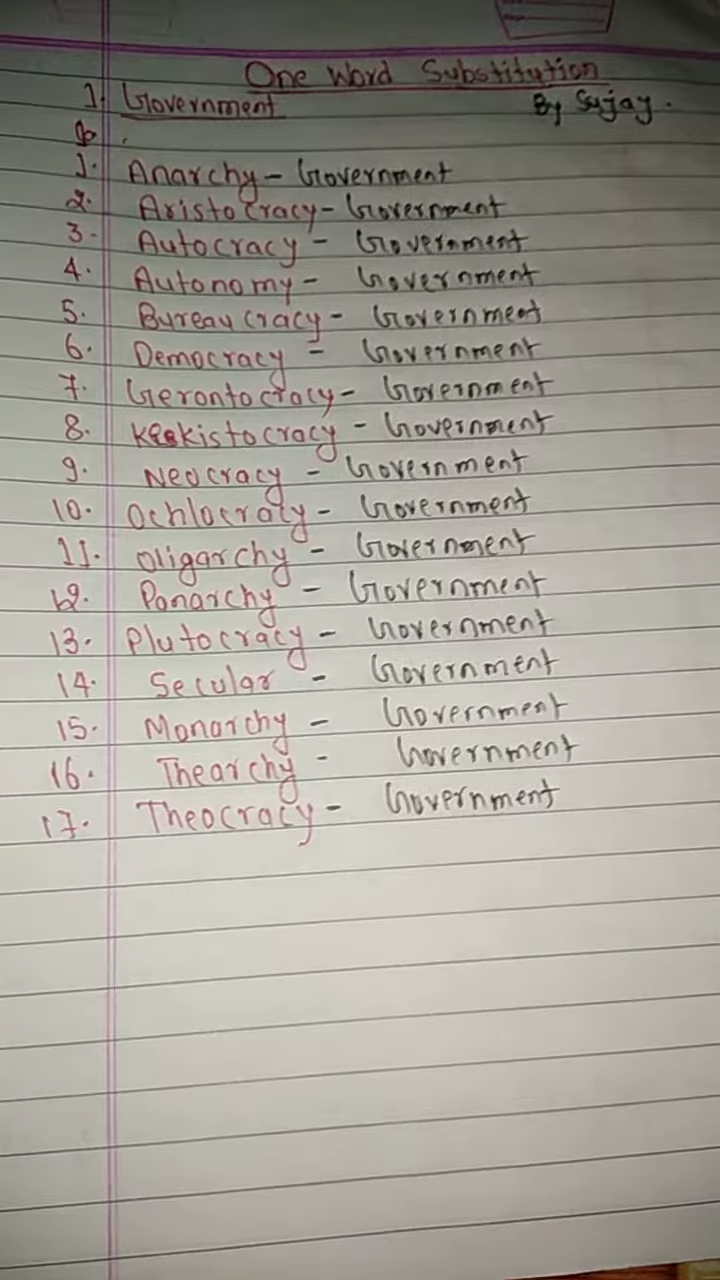 One Word Substitution
1. Government By Sujay.
1. Anarchy - Government
2. Aristocracy - Government
3. Autocracy - Government
4. Autonomy - Government
5. Bureaucracy - Government
6. Democracy - Government
7. Gerontocracy - Government
8. Kakistocracy - Government
9. Neocracy - Government
10. Ochlocracy - Government
11. Oligarchy - Government
12. Panarchy - Government
13. Plutocracy - Government
14. Secular - Government
15. Monarchy - Government
16. Thearchy - Government
17. Theocracy - Government